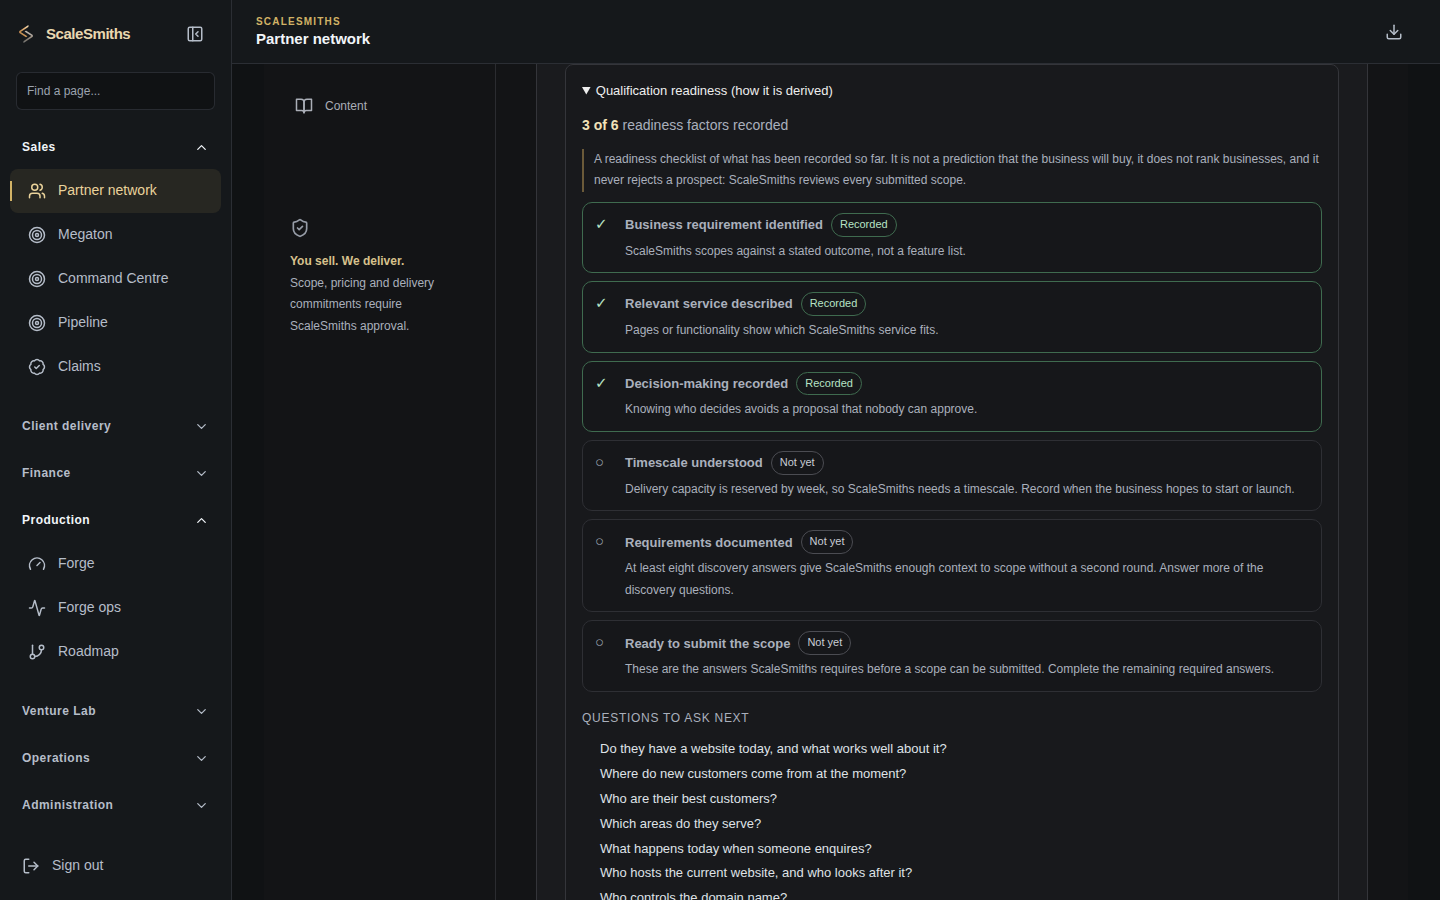 ScaleSmiths
Find a page...
Sales
Partner network
Megaton
Command Centre
Pipeline
Claims
Client delivery
Finance
Production
Forge
Forge ops
Roadmap
Venture Lab
Operations
Administration
Sign out
SCALESMITHS
Partner network
Content
You sell. We deliver.
Scope, pricing and delivery
commitments require
ScaleSmiths approval.
▼ Qualification readiness (how it is derived)
3 of 6 readiness factors recorded
A readiness checklist of what has been recorded so far. It is not a prediction that the business will buy, it does not rank businesses, and it
never rejects a prospect: ScaleSmiths reviews every submitted scope.
✓ Business requirement identified Recorded
ScaleSmiths scopes against a stated outcome, not a feature list.
✓ Relevant service described Recorded
Pages or functionality show which ScaleSmiths service fits.
✓ Decision-making recorded Recorded
Knowing who decides avoids a proposal that nobody can approve.
○ Timescale understood Not yet
Delivery capacity is reserved by week, so ScaleSmiths needs a timescale. Record when the business hopes to start or launch.
○ Requirements documented Not yet
At least eight discovery answers give ScaleSmiths enough context to scope without a second round. Answer more of the
discovery questions.
○ Ready to submit the scope Not yet
These are the answers ScaleSmiths requires before a scope can be submitted. Complete the remaining required answers.
QUESTIONS TO ASK NEXT
Do they have a website today, and what works well about it?
Where do new customers come from at the moment?
Who are their best customers?
Which areas do they serve?
What happens today when someone enquires?
Who hosts the current website, and who looks after it?
Who controls the domain name?